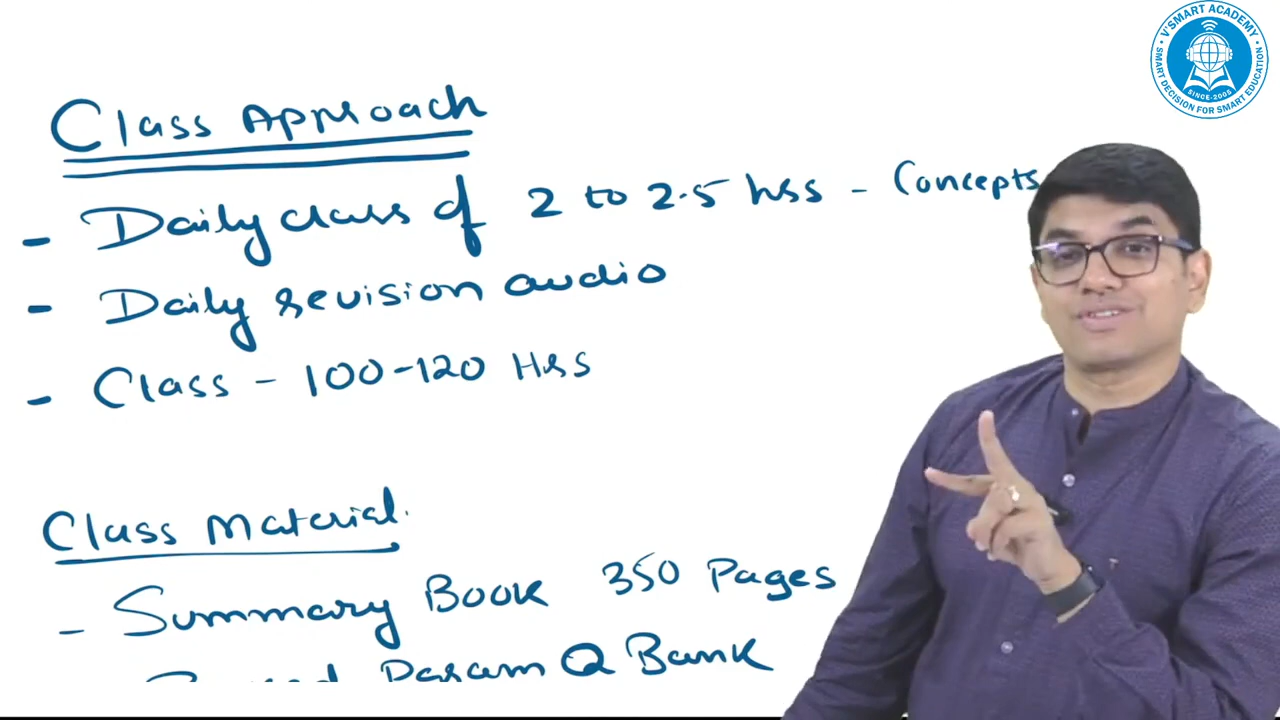 V'SMART ACADEMY
SMART DECISION FOR SMART EDUCATION
SINCE-2005
Class Approach
- Daily class of 2 to 2.5 hrs - Concepts
- Daily revision audio
- Class - 100-120 Hrs
Class Material.
- Summary Book 350 Pages
Param Q Bank